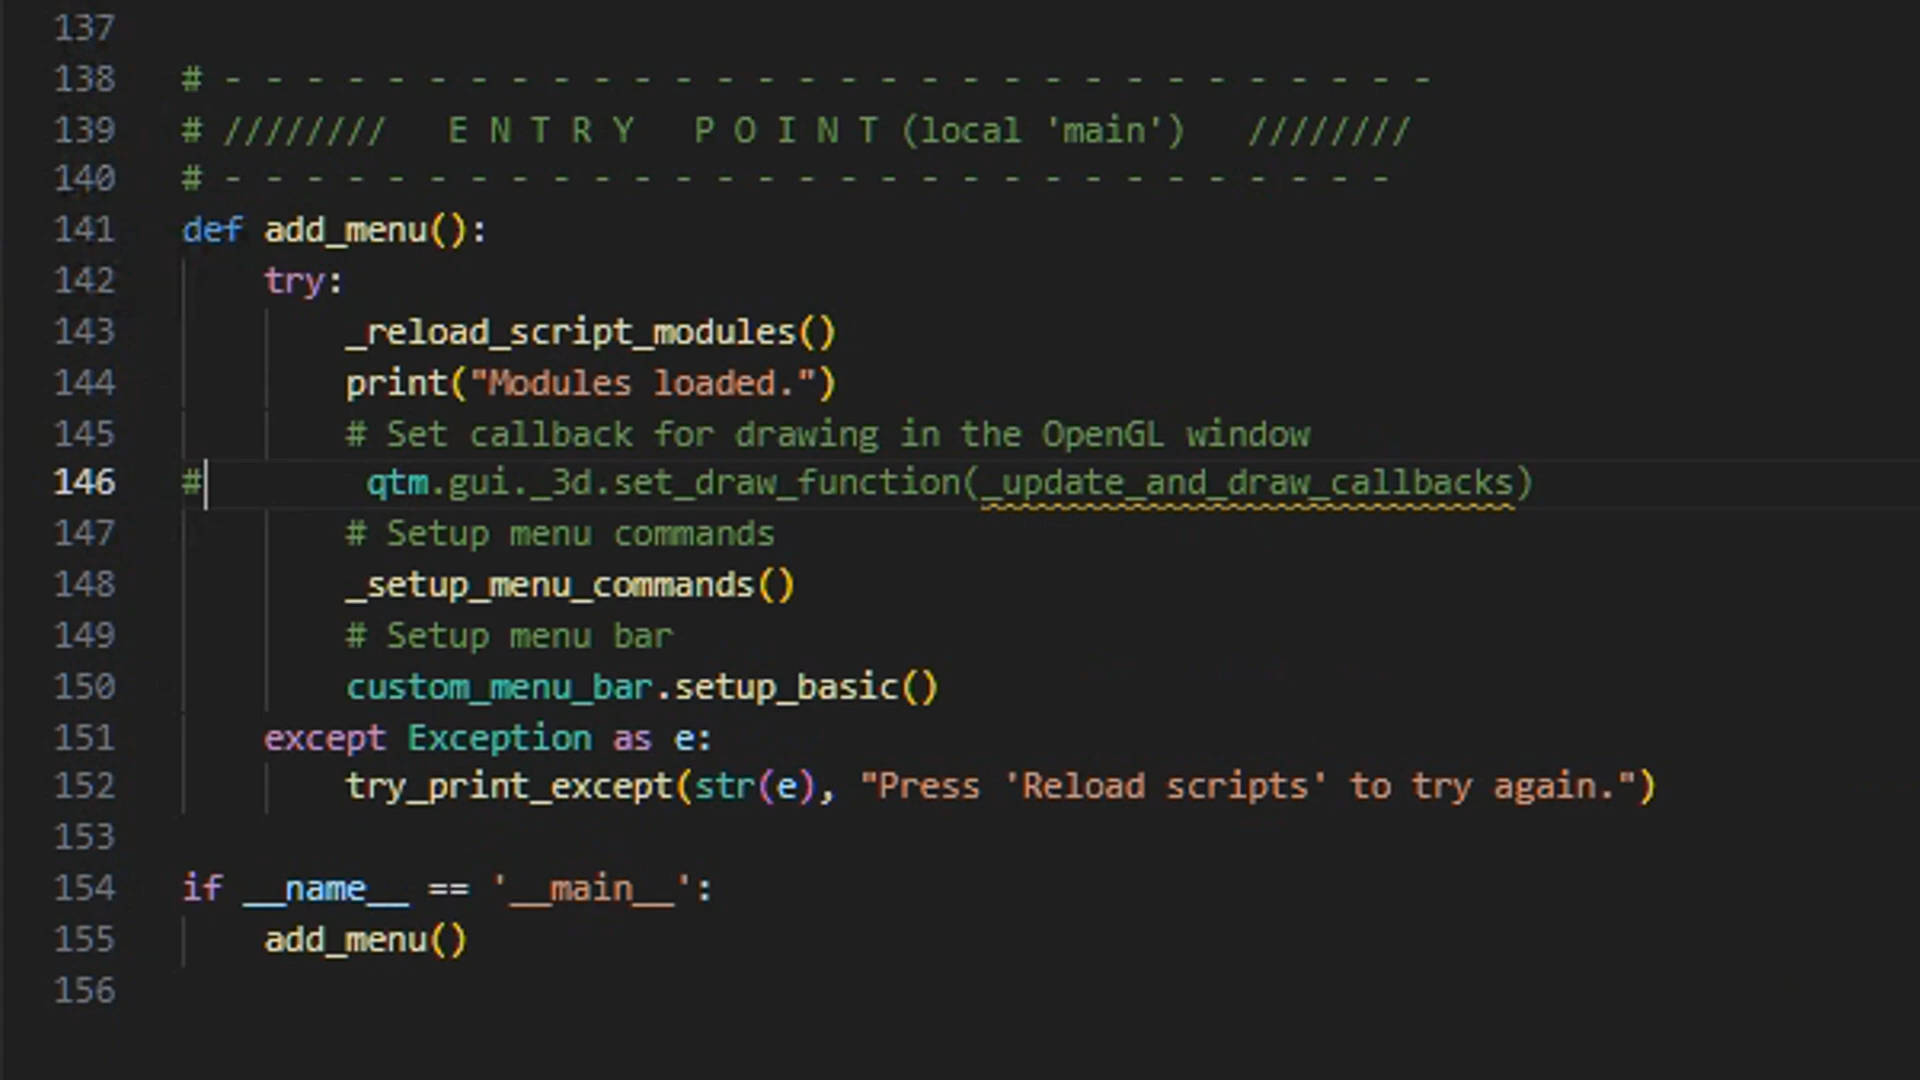 137
138 # - - - - - - - - - - - - - - - - - - - - - - - - - - - - - -
139 # ////////   E N T R Y   P O I N T (local 'main')   ////////
140 # - - - - - - - - - - - - - - - - - - - - - - - - - - - - -
141 def add_menu():
142     try:
143         _reload_script_modules()
144         print("Modules loaded.")
145         # Set callback for drawing in the OpenGL window
146 #        qtm.gui._3d.set_draw_function(_update_and_draw_callbacks)
147         # Setup menu commands
148         _setup_menu_commands()
149         # Setup menu bar
150         custom_menu_bar.setup_basic()
151     except Exception as e:
152         try_print_except(str(e), "Press 'Reload scripts' to try again.")
153
154 if __name__ == '__main__':
155     add_menu()
156